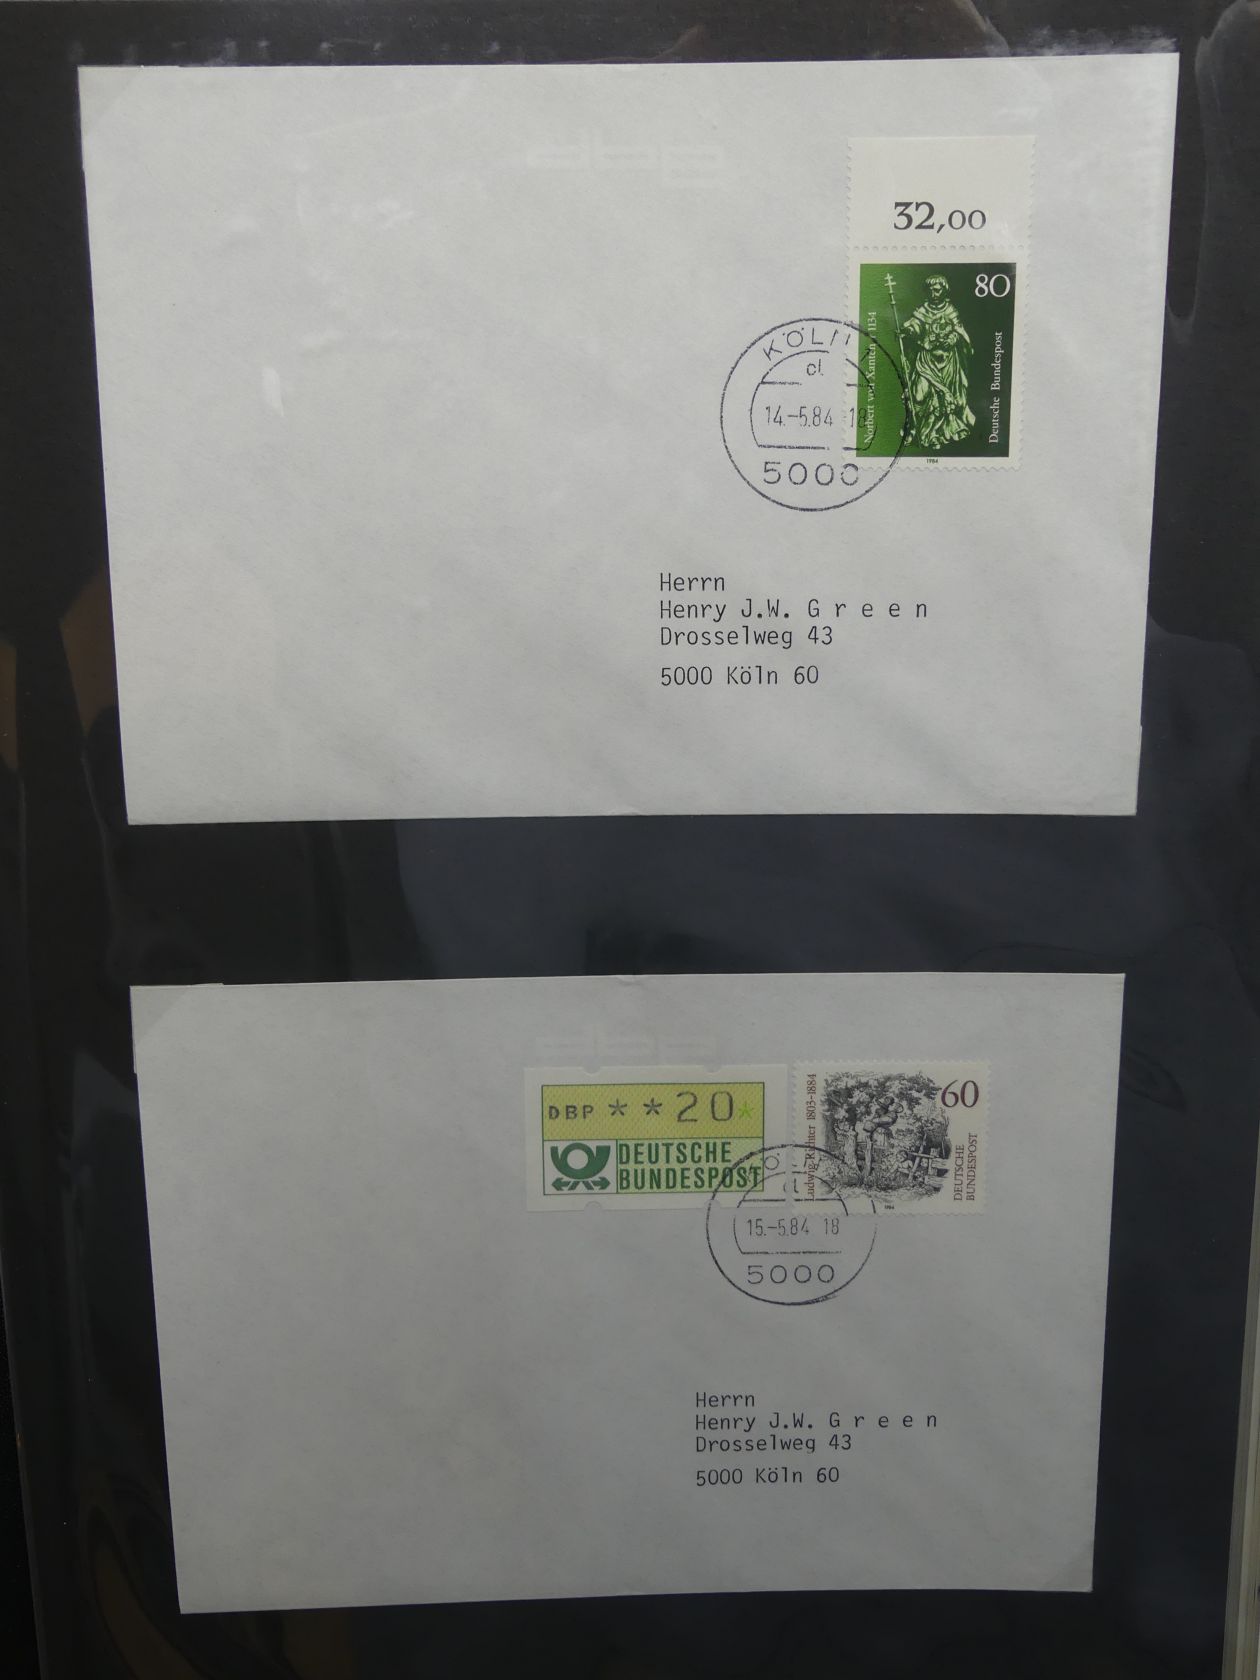 32,00
80
Norbert von Xanten † 1134
Deutsche Bundespost
1984
KÖLN 1
cl
14.-5.84-18
5000
Herrn
Henry J.W. G r e e n
Drosselweg 43
5000 Köln 60
DBP **20*
DEUTSCHE
BUNDESPOST
Ludwig Richter 1803-1884
60
DEUTSCHE
BUNDESPOST
1984
15.-5.84 18
5000
Herrn
Henry J.W. G r e e n
Drosselweg 43
5000 Köln 60